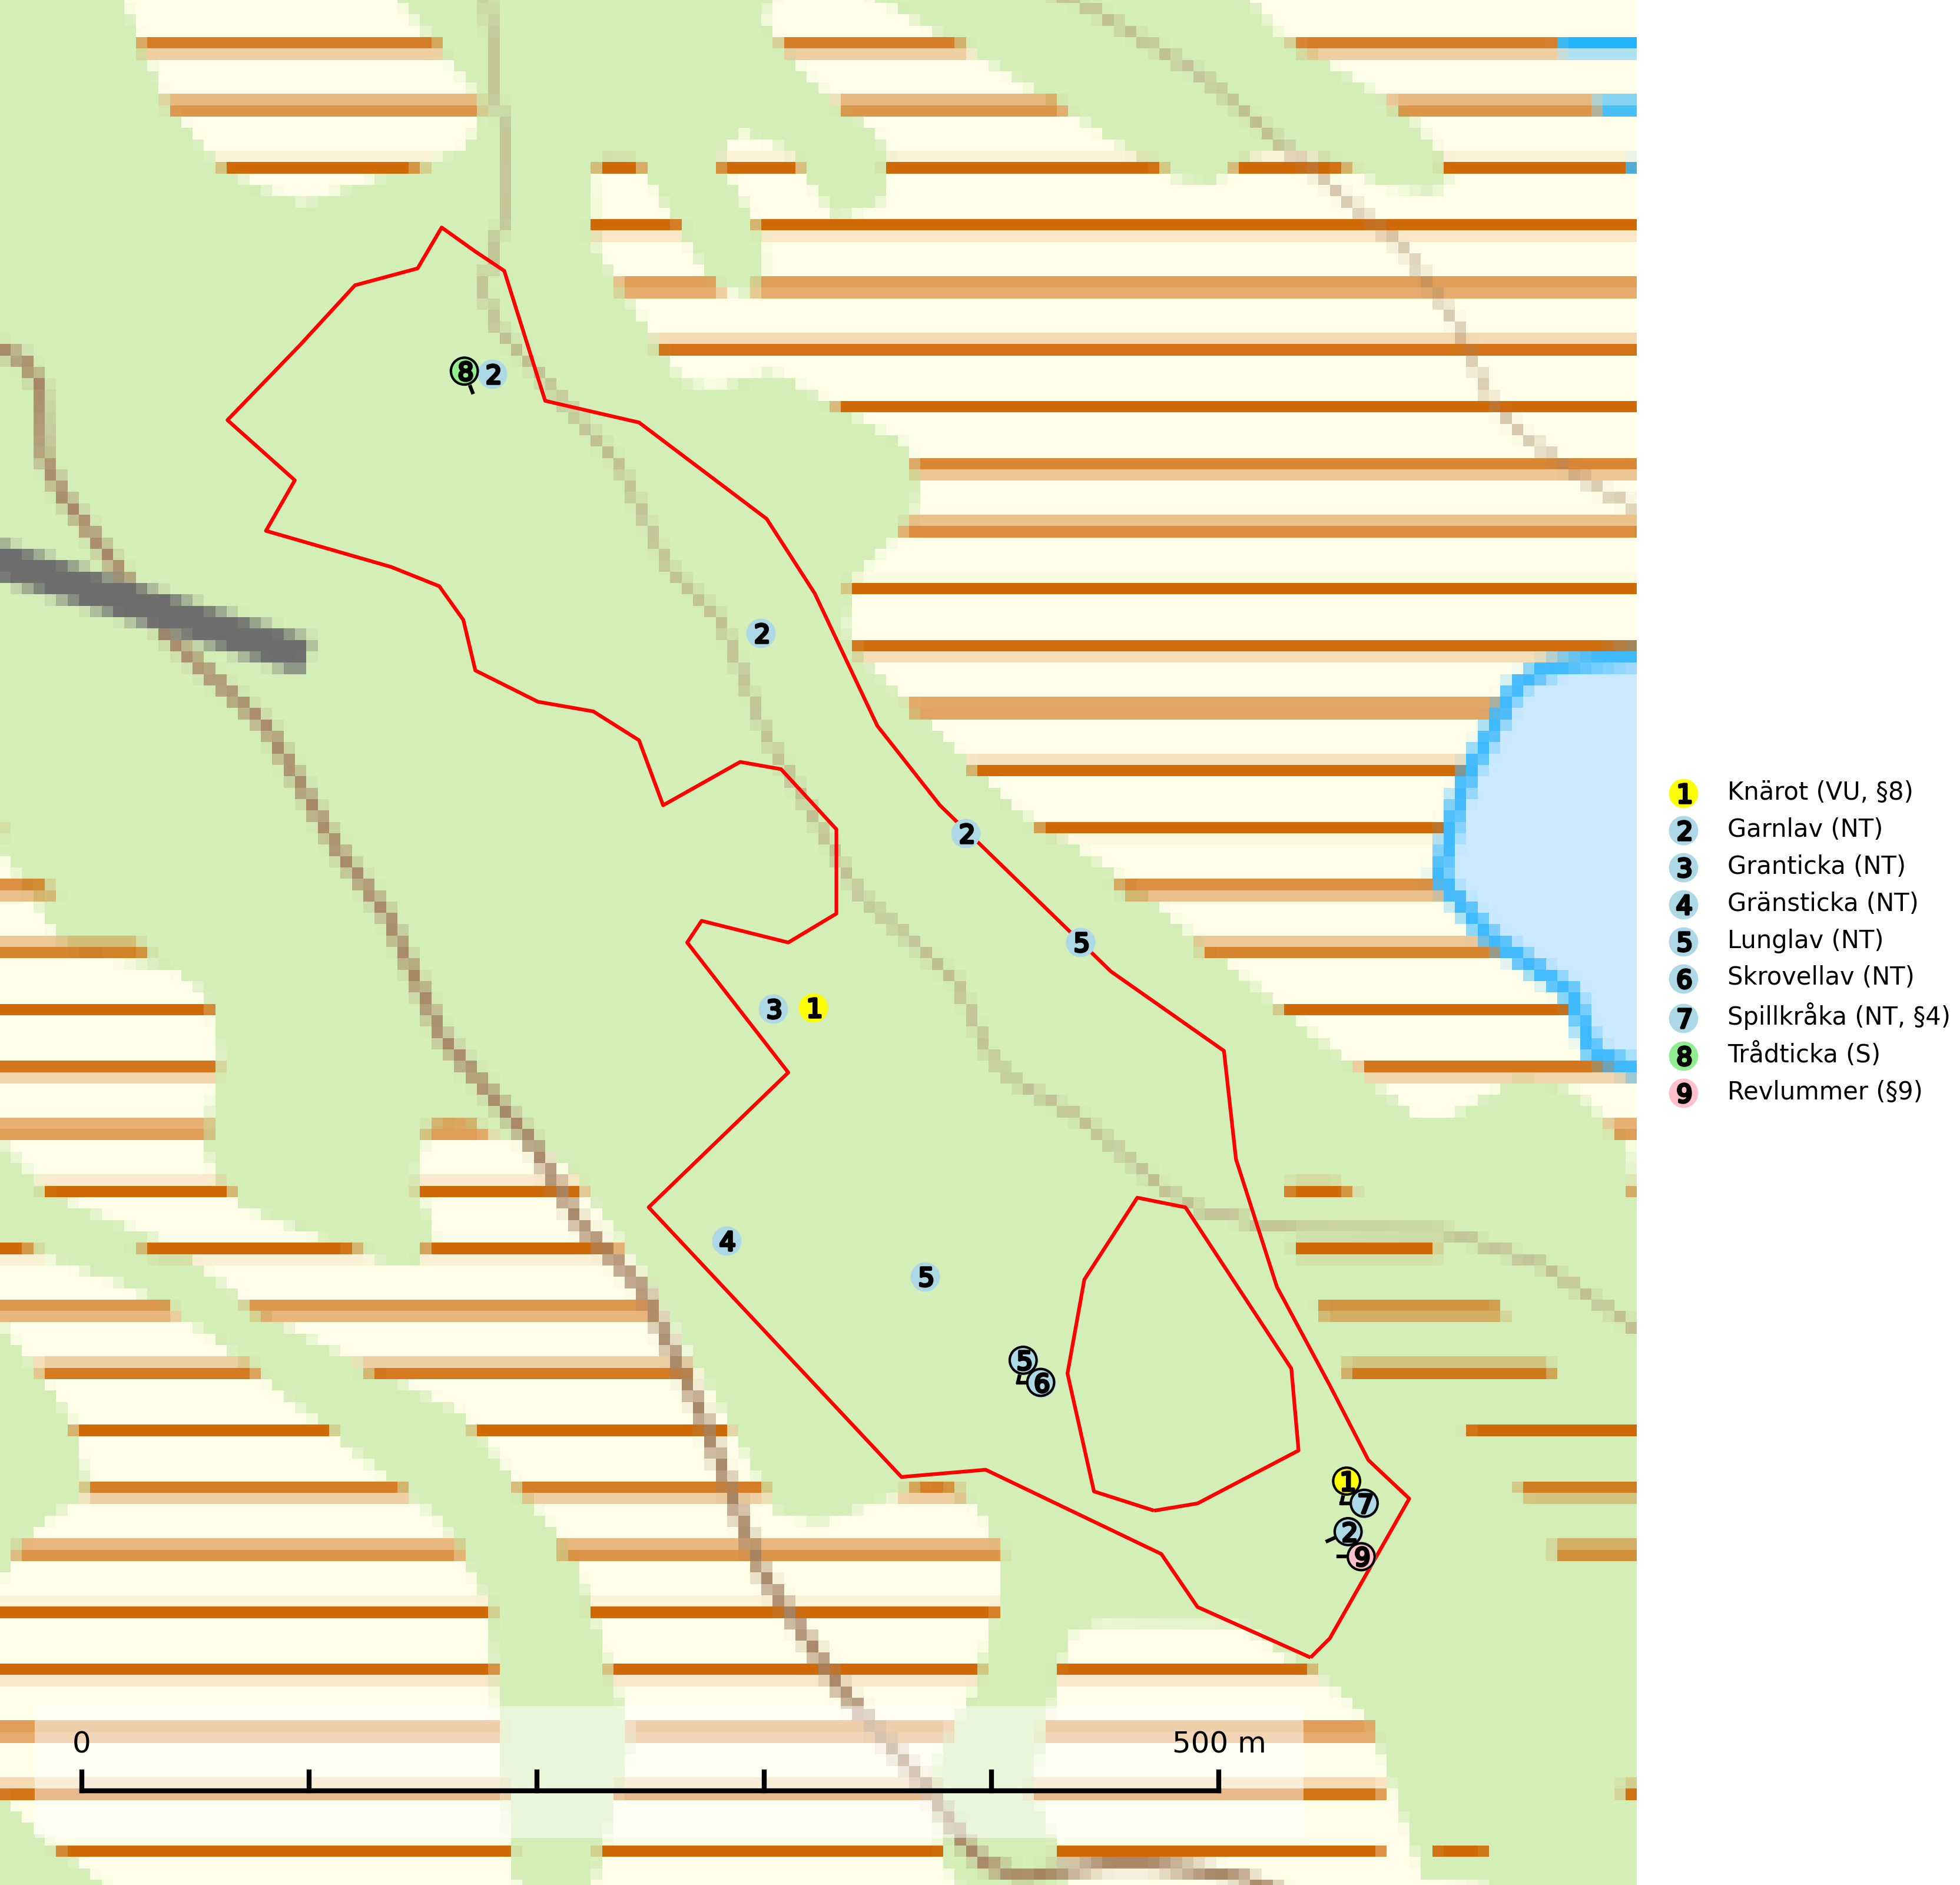 8 2
2
2
5
3 1
4
5
5
6
1
7
2
9
0 500 m
1 Knärot (VU, §8)
2 Garnlav (NT)
3 Granticka (NT)
4 Gränsticka (NT)
5 Lunglav (NT)
6 Skrovellav (NT)
7 Spillkråka (NT, §4)
8 Trådticka (S)
9 Revlummer (§9)